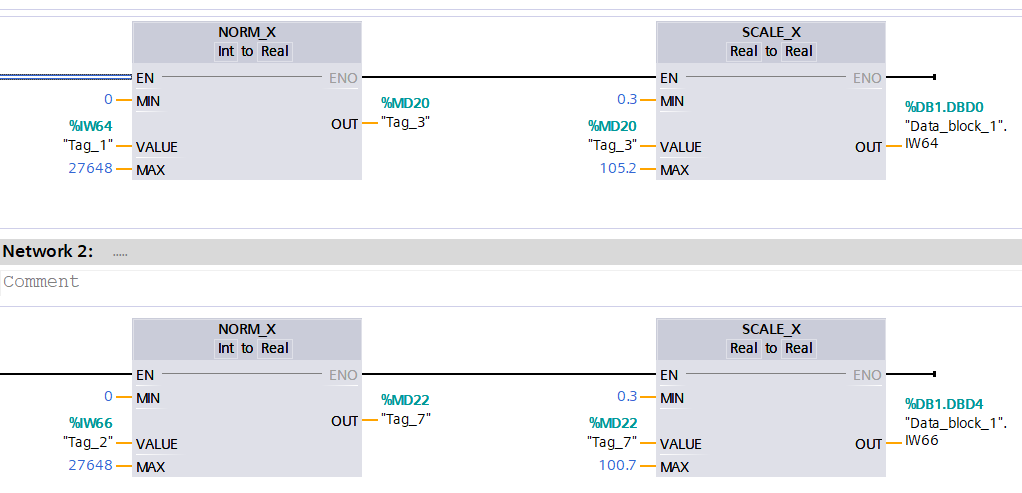 NORM_X
Int to Real
EN ENO
0 MIN
%MD20
"Tag_3"
OUT
%IW64
"Tag_1" VALUE
27648 MAX
SCALE_X
Real to Real
EN ENO
0.3 MIN
%MD20
"Tag_3" VALUE
105.2 MAX
%DB1.DBD0
"Data_block_1".
IW64
OUT
Network 2: .....
Comment
NORM_X
Int to Real
EN ENO
0 MIN
%MD22
"Tag_7"
OUT
%IW66
"Tag_2" VALUE
27648 MAX
SCALE_X
Real to Real
EN ENO
0.3 MIN
%MD22
"Tag_7" VALUE
100.7 MAX
%DB1.DBD4
"Data_block_1".
IW66
OUT